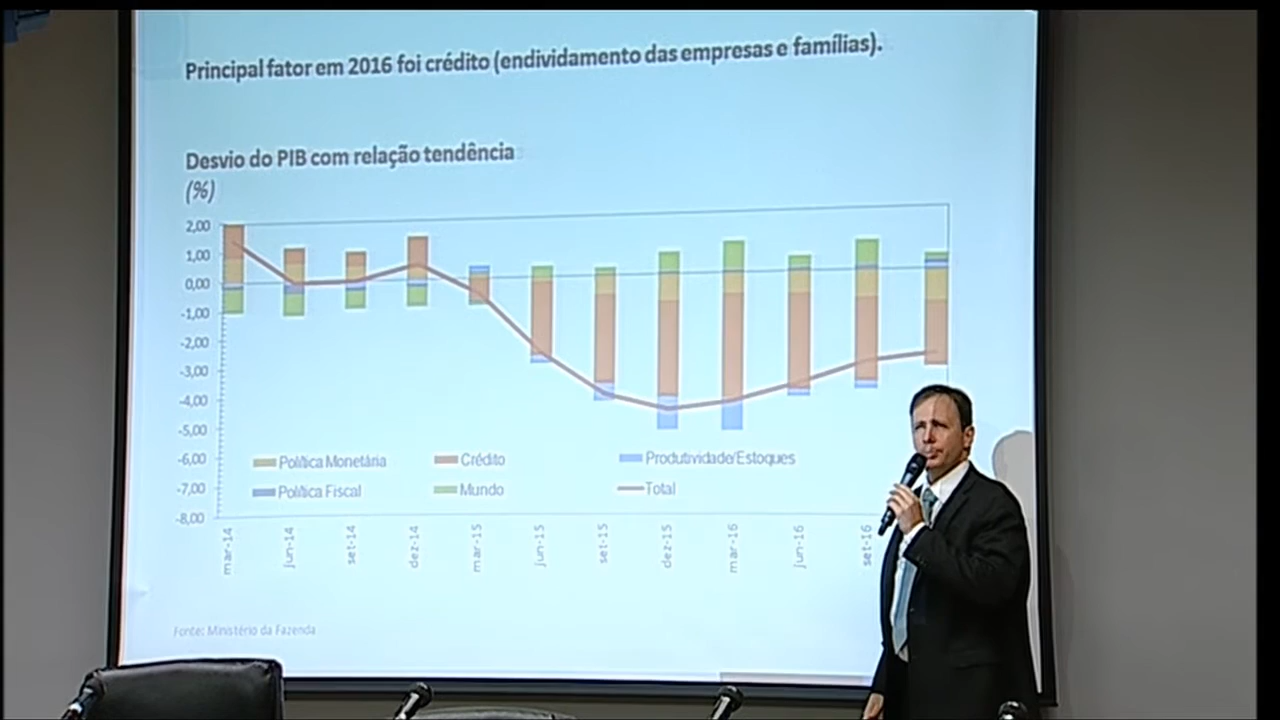 Principal fator em 2016 foi crédito (endividamento das empresas e famílias).
Desvio do PIB com relação tendência
(%)
2,00
1,00
0,00
-1,00
-2,00
-3,00
-4,00
-5,00
-6,00
-7,00
-8,00
Política Monetária Crédito Produtividade/Estoques
Política Fiscal Mundo Total
mar-14 jun-14 set-14 dez-14 mar-15 jun-15 set-15 dez-15 mar-16 jun-16 set-16
Fonte: Ministério da Fazenda